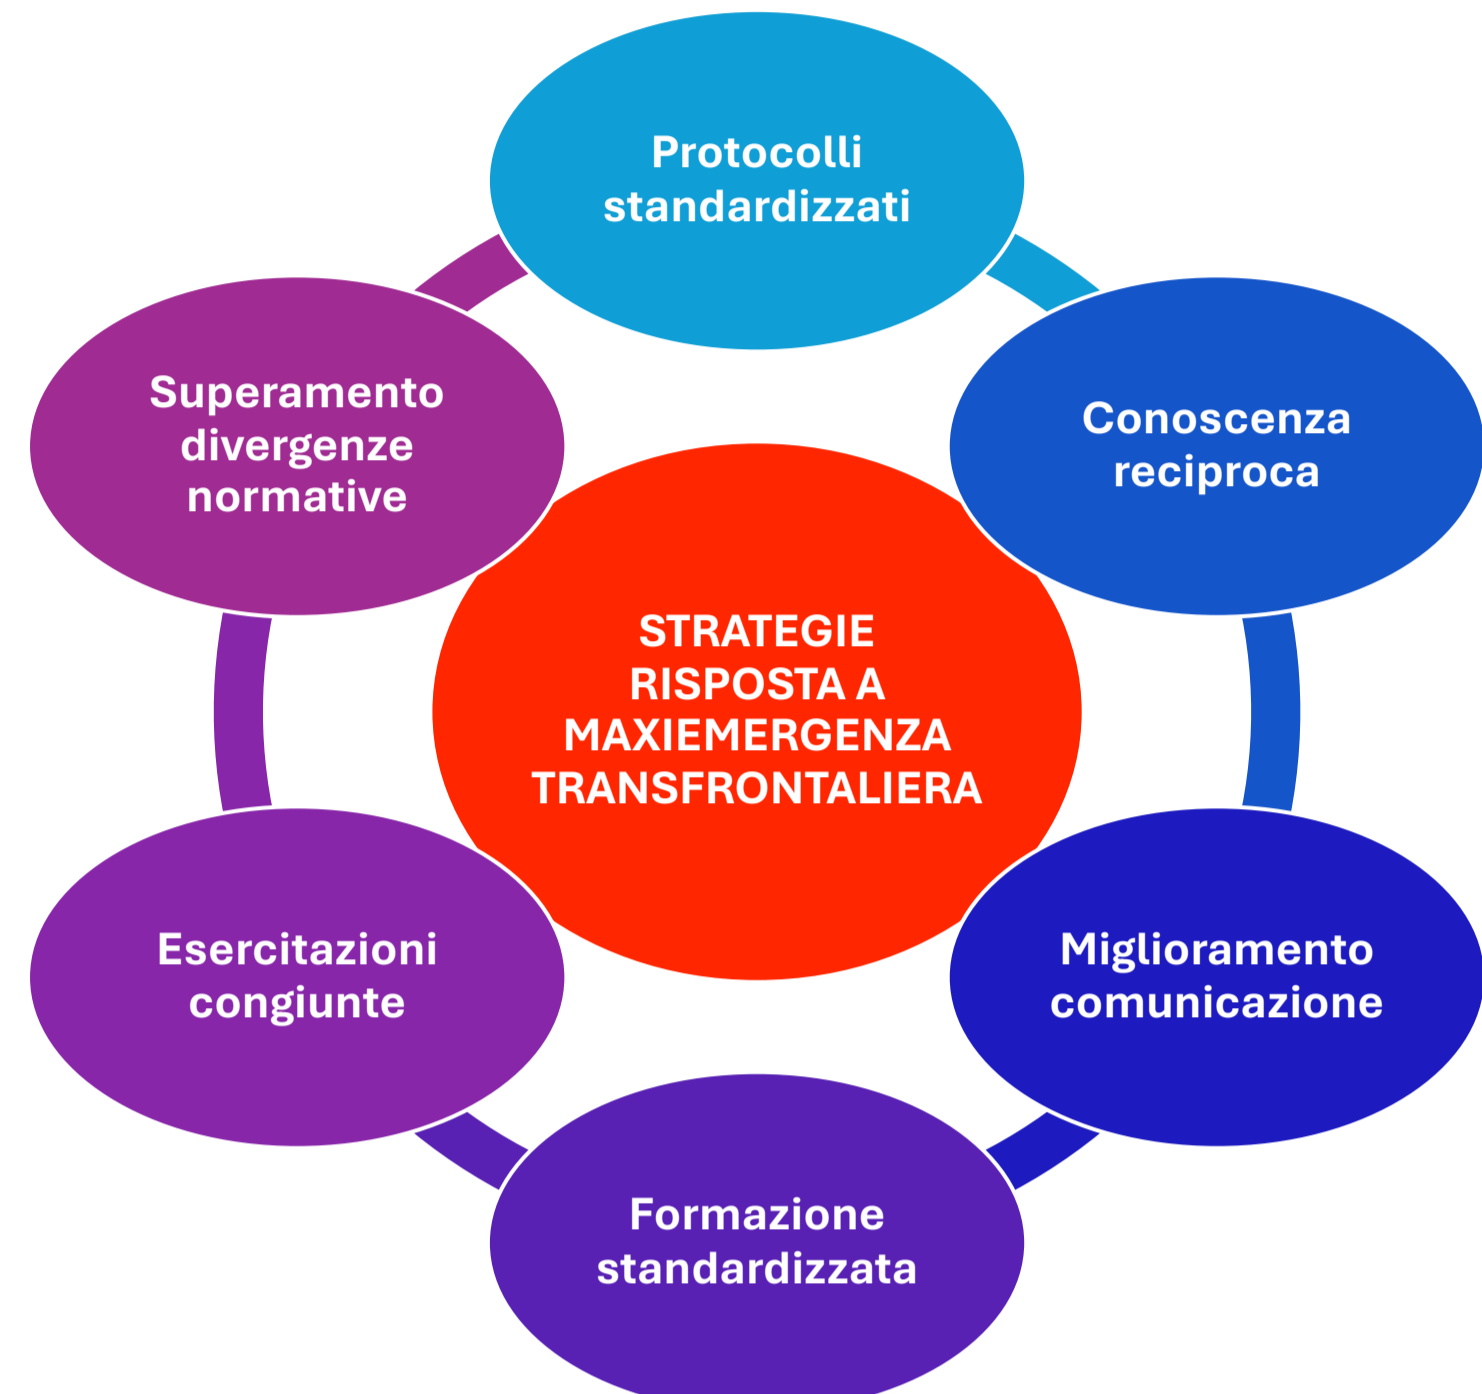 Protocolli
standardizzati
Conoscenza
reciproca
Miglioramento
comunicazione
Formazione
standardizzata
Esercitazioni
congiunte
Superamento
divergenze
normative
STRATEGIE
RISPOSTA A
MAXIEMERGENZA
TRANSFRONTALIERA